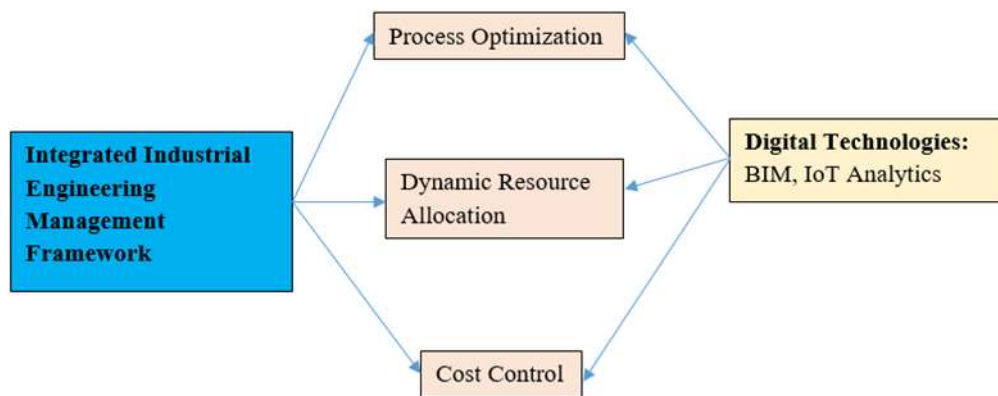 Process Optimization
Integrated Industrial
Engineering
Management
Framework
Dynamic Resource
Allocation
Digital Technologies:
BIM, IoT Analytics
Cost Control